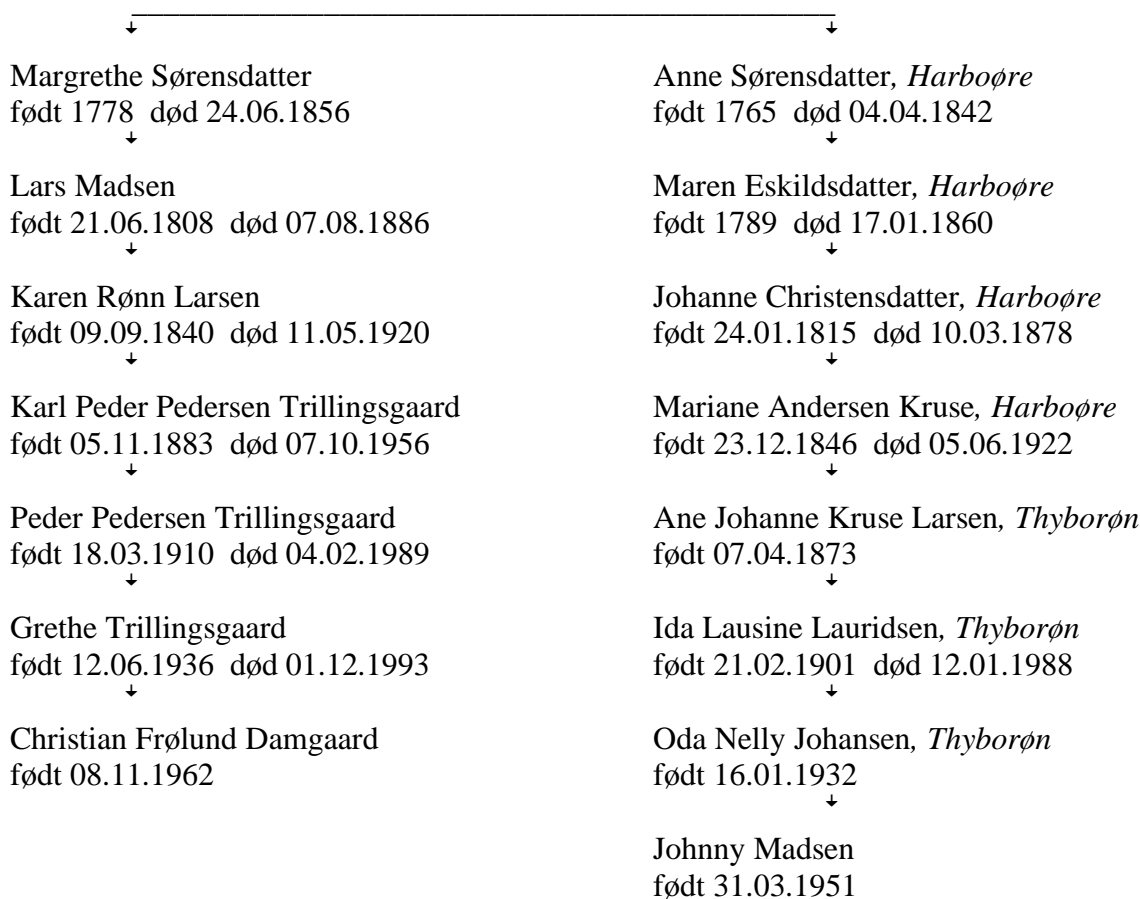 Margrethe Sørensdatter
født 1778 død 24.06.1856
Lars Madsen
født 21.06.1808 død 07.08.1886
Karen Rønn Larsen
født 09.09.1840 død 11.05.1920
Karl Peder Pedersen Trillingsgaard
født 05.11.1883 død 07.10.1956
Peder Pedersen Trillingsgaard
født 18.03.1910 død 04.02.1989
Grethe Trillingsgaard
født 12.06.1936 død 01.12.1993
Christian Frølund Damgaard
født 08.11.1962
Anne Sørensdatter, Harboøre
født 1765 død 04.04.1842
Maren Eskildsdatter, Harboøre
født 1789 død 17.01.1860
Johanne Christensdatter, Harboøre
født 24.01.1815 død 10.03.1878
Mariane Andersen Kruse, Harboøre
født 23.12.1846 død 05.06.1922
Ane Johanne Kruse Larsen, Thyborøn
født 07.04.1873
Ida Lausine Lauridsen, Thyborøn
født 21.02.1901 død 12.01.1988
Oda Nelly Johansen, Thyborøn
født 16.01.1932
Johnny Madsen
født 31.03.1951